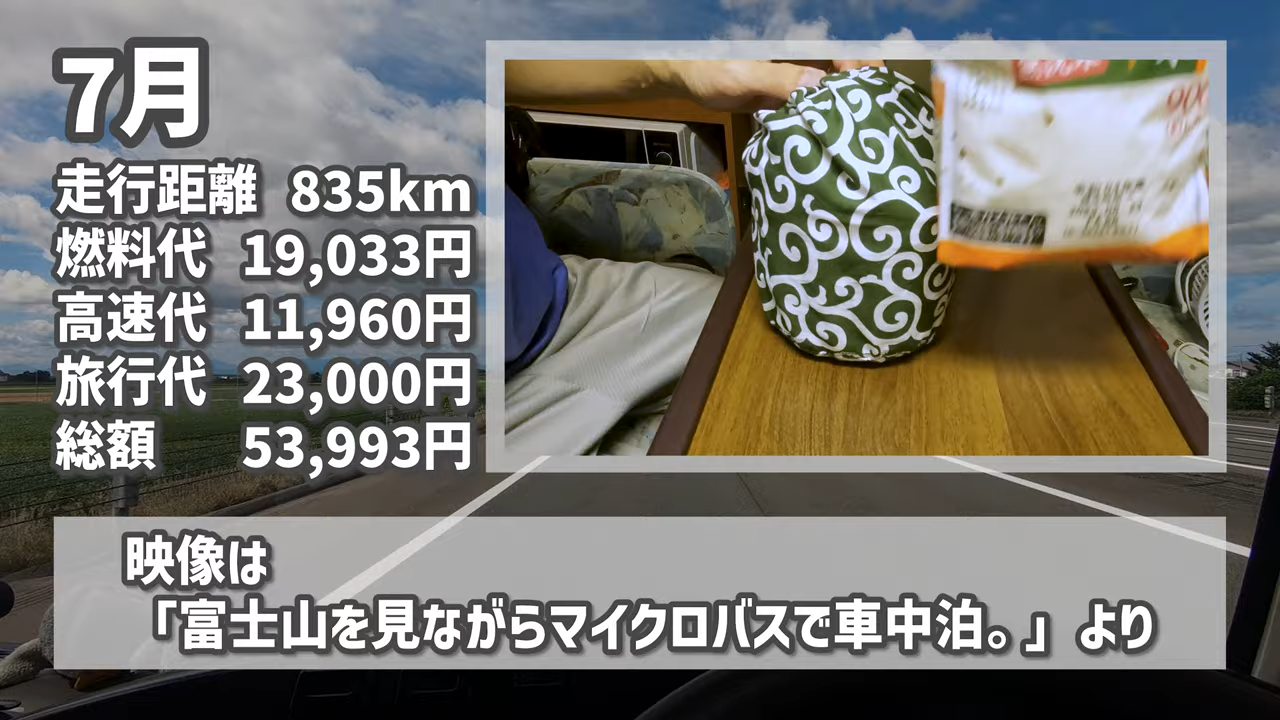 7月
走行距離 835km
燃料代 19,033円
高速代 11,960円
旅行代 23,000円
総額 53,993円
映像は
「富士山を見ながらマイクロバスで車中泊。」より